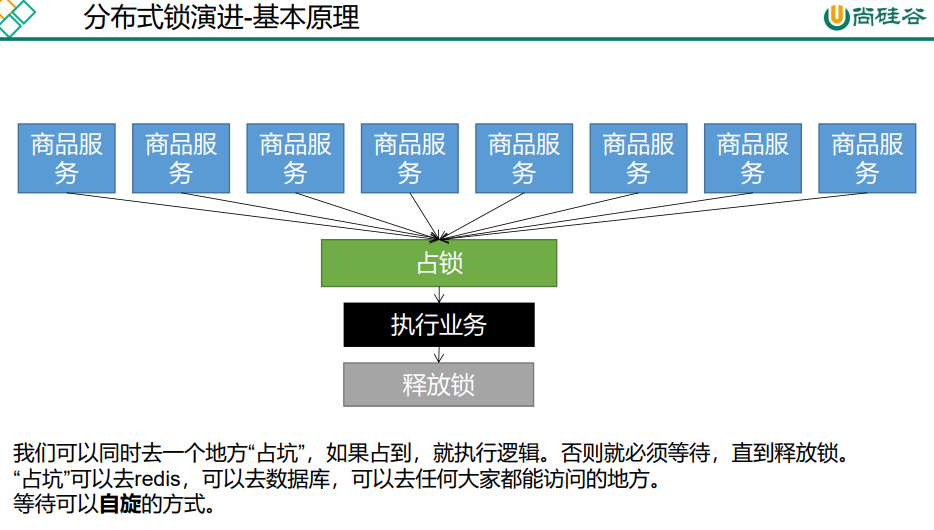 分布式锁演进-基本原理
尚硅谷
商品服务
商品服务
商品服务
商品服务
商品服务
商品服务
商品服务
商品服务
占锁
执行业务
释放锁
我们可以同时去一个地方“占坑”，如果占到，就执行逻辑。否则就必须等待，直到释放锁。
“占坑”可以去redis，可以去数据库，可以去任何大家都能访问的地方。
等待可以自旋的方式。